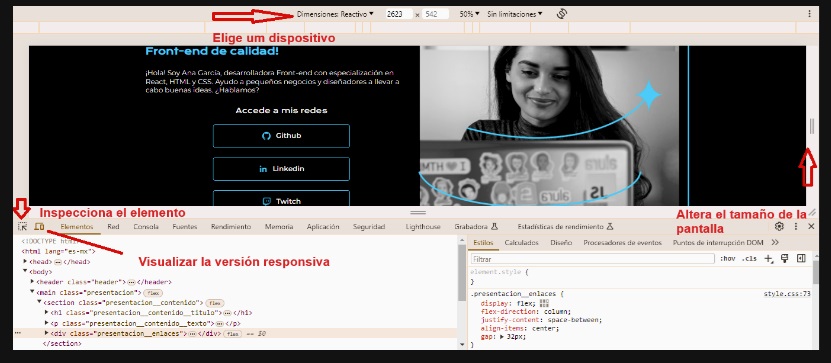 Dimensiones: Reactivo ▼ 2623 × 542 50% ▼ Sin limitaciones ▼
Elige um dispositivo
Front-end de calidad!
¡Hola! Soy Ana García, desarrolladora Front-end con especialización en
React, HTML y CSS. Ayudo a pequeños negocios y diseñadores a llevar a
cabo buenas ideas. ¿Hablamos?
Accede a mis redes
Github
Linkedin
Twitch
Inspecciona el elemento
Altera el tamaño de la
pantalla
Elementos Red Consola Fuentes Rendimiento Memoria Aplicación Seguridad Lighthouse Grabadora Estadísticas de rendimiento
Visualizar la versión responsiva
<!DOCTYPE html>
<html lang="es-mx">
▶<head>⋯</head>
▼<body>
▶<header class="header">⋯</header>
▼<main class="presentacion"> flex
▼<section class="presentacion__contenido"> flex
▶<h1 class="presentacion__contenido__titulo">⋯</h1>
▶<p class="presentacion__contenido__texto">⋯</p>
⋯ ▶<div class="presentacion__enlaces">⋯</div> flex == $0
</section>
Estilos Calculados Diseño Procesadores de eventos Puntos de interrupción DOM
Filtrar :hov .cls
element.style {
}
.presentacion__enlaces { style.css:73
display: flex;
flex-direction: column;
justify-content: space-between;
align-items: center;
gap: ▶ 32px;